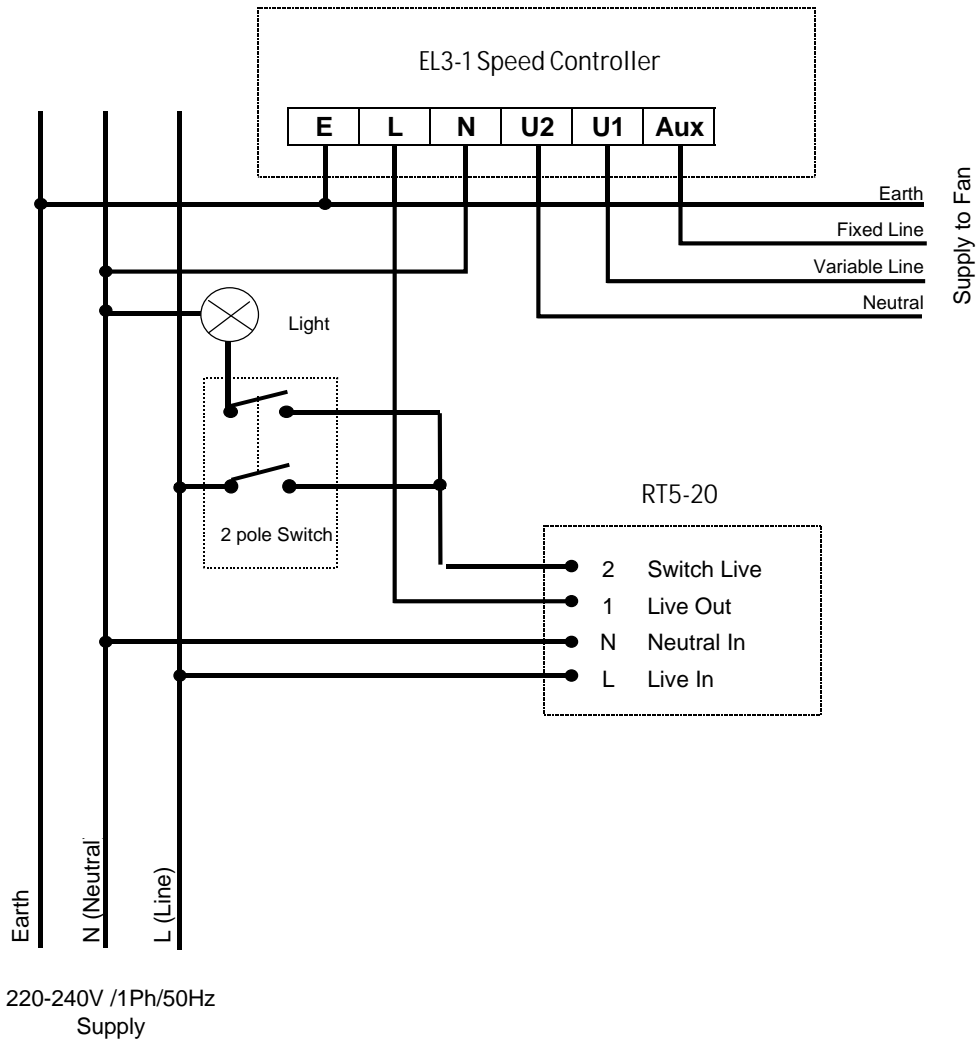 EL3-1 Speed Controller
E L N U2 U1 Aux
Supply to Fan
Earth
Fixed Line
Variable Line
Neutral
Light
2 pole Switch
RT5-20
2 Switch Live
1 Live Out
N Neutral In
L Live In
Earth
N (Neutral)
L (Line)
220-240V /1Ph/50Hz
Supply